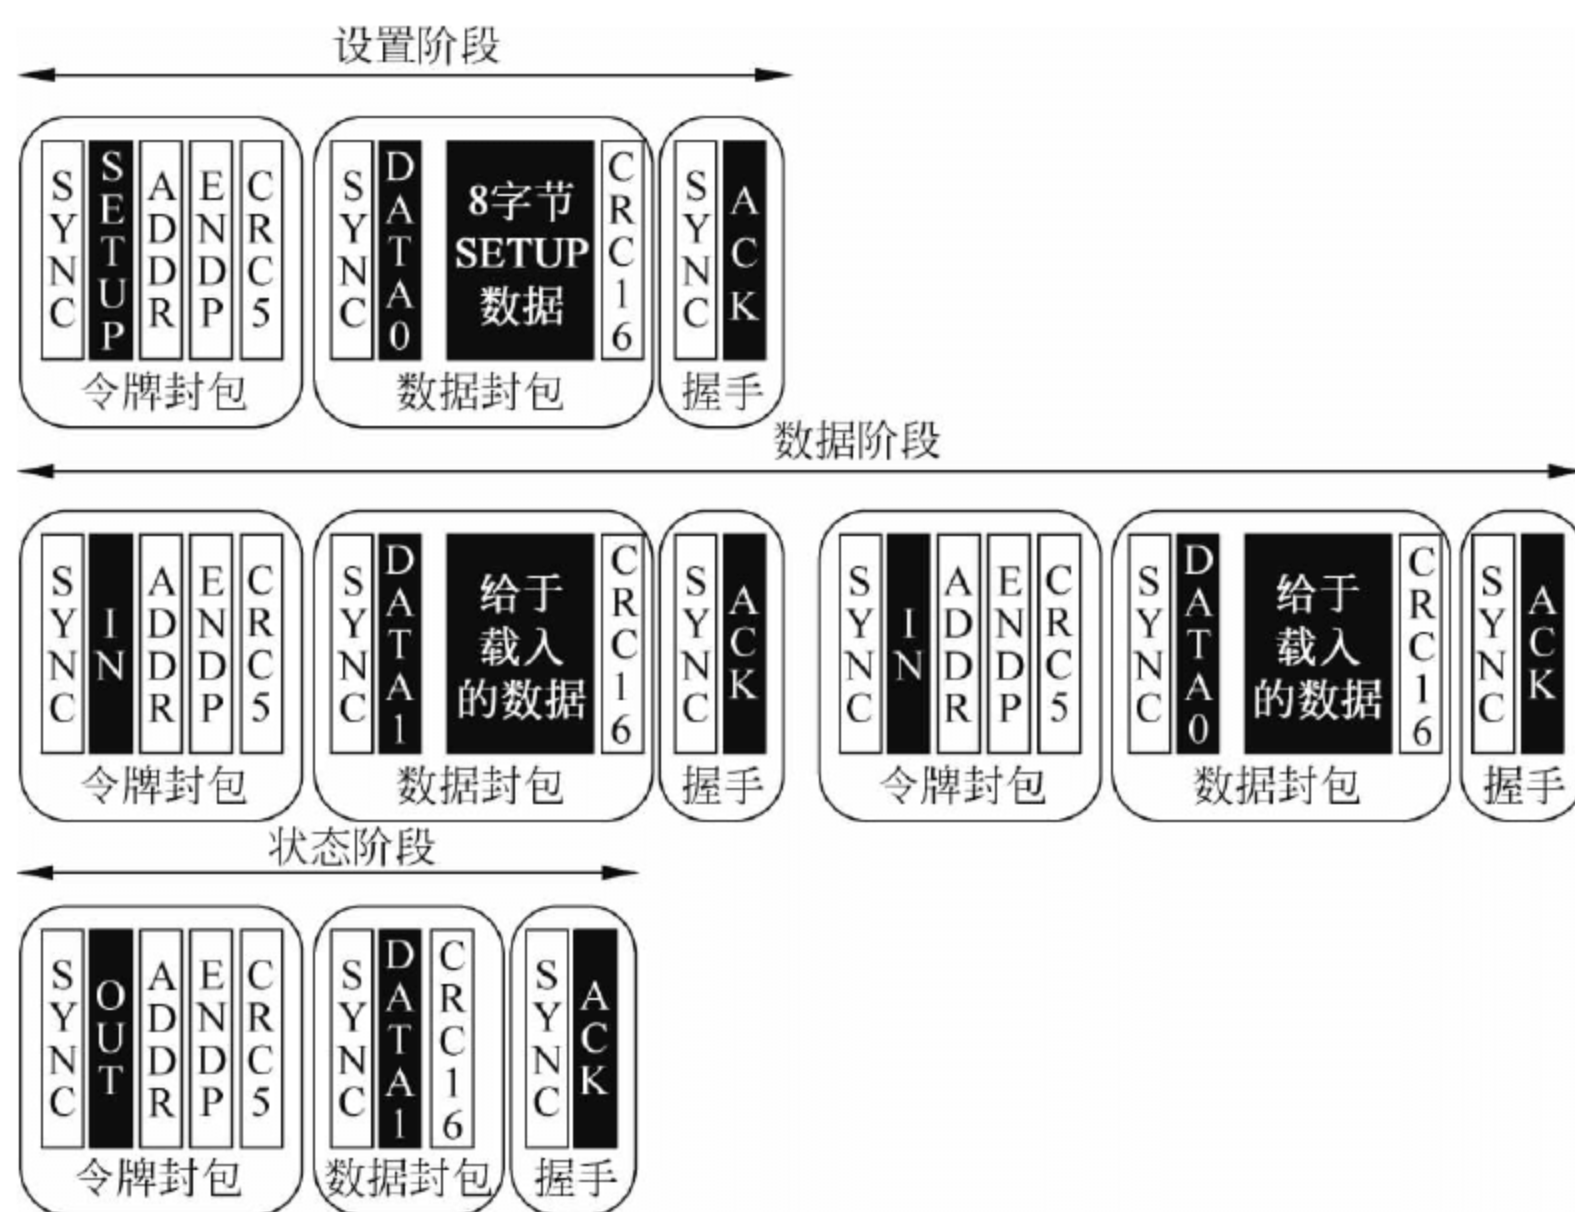 设置阶段
SYNC SETUP ADDR ENDP CRC5 SYNC DATA0 8字节 SETUP 数据 CRC16 SYNC ACK
令牌封包 数据封包 握手
数据阶段
SYNC IN ADDR ENDP CRC5 SYNC DATA1 给于 载入 的数据 CRC16 SYNC ACK SYNC IN ADDR ENDP CRC5 SYNC DATA0 给于 载入 的数据 CRC16 SYNC ACK
令牌封包 数据封包 握手 令牌封包 数据封包 握手
状态阶段
SYNC OUT ADDR ENDP CRC5 SYNC DATA1 CRC16 SYNC ACK
令牌封包 数据封包 握手